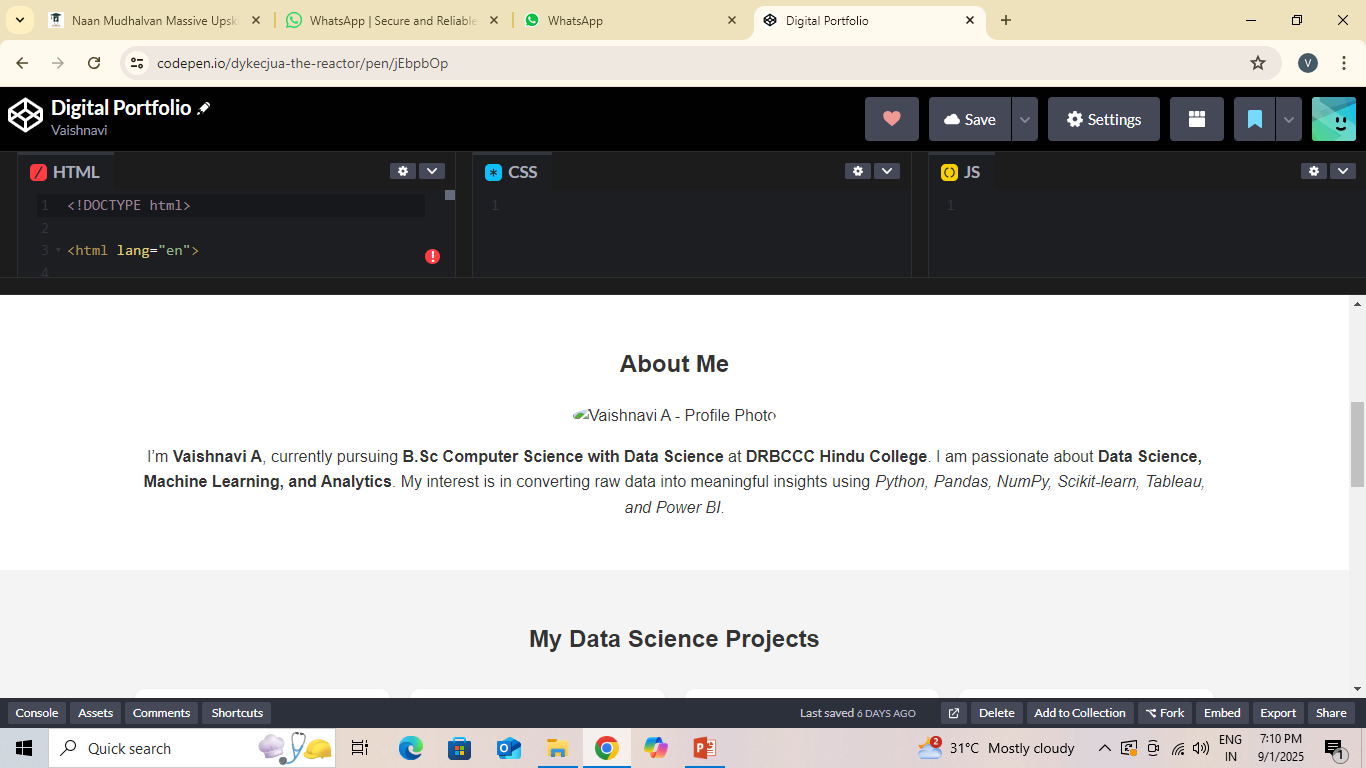 Naan Mudhalvan Massive Upsk
WhatsApp | Secure and Reliable
WhatsApp
Digital Portfolio
codepen.io/dykecjua-the-reactor/pen/jEbpbOp
V
Digital Portfolio
Vaishnavi
Save
Settings
HTML
CSS
JS
1 <!DOCTYPE html>
2
3 <html lang="en">
4
1
1
About Me
Vaishnavi A - Profile Photo
I’m Vaishnavi A, currently pursuing B.Sc Computer Science with Data Science at DRBCCC Hindu College. I am passionate about Data Science,
Machine Learning, and Analytics. My interest is in converting raw data into meaningful insights using Python, Pandas, NumPy, Scikit-learn, Tableau,
and Power BI.
My Data Science Projects
Console Assets Comments Shortcuts
Last saved 6 DAYS AGO
Delete Add to Collection Fork Embed Export Share
Quick search
2
31°C Mostly cloudy
ENG
IN
7:10 PM
9/1/2025
1